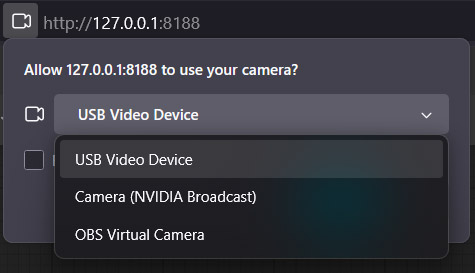 http://127.0.0.1:8188
Allow 127.0.0.1:8188 to use your camera?
USB Video Device
USB Video Device
Camera (NVIDIA Broadcast)
OBS Virtual Camera